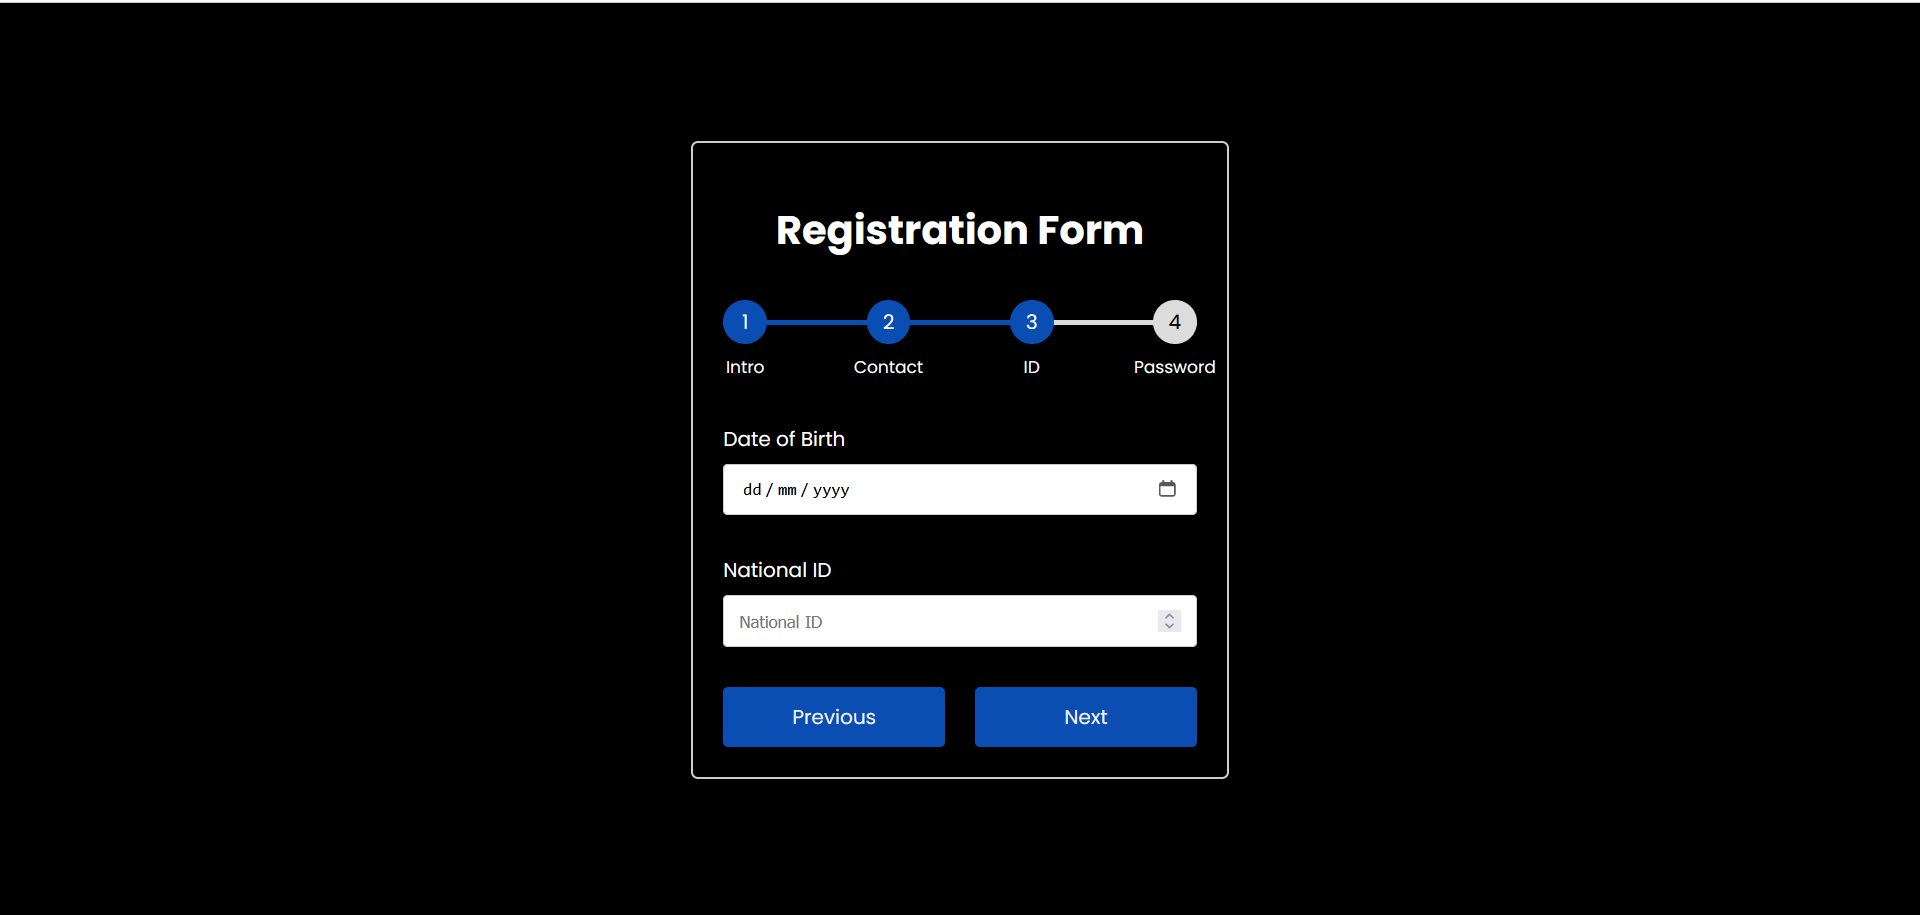 Registration Form
1 2 3 4
Intro Contact ID Password
Date of Birth
dd / mm / yyyy
National ID
National ID
Previous Next